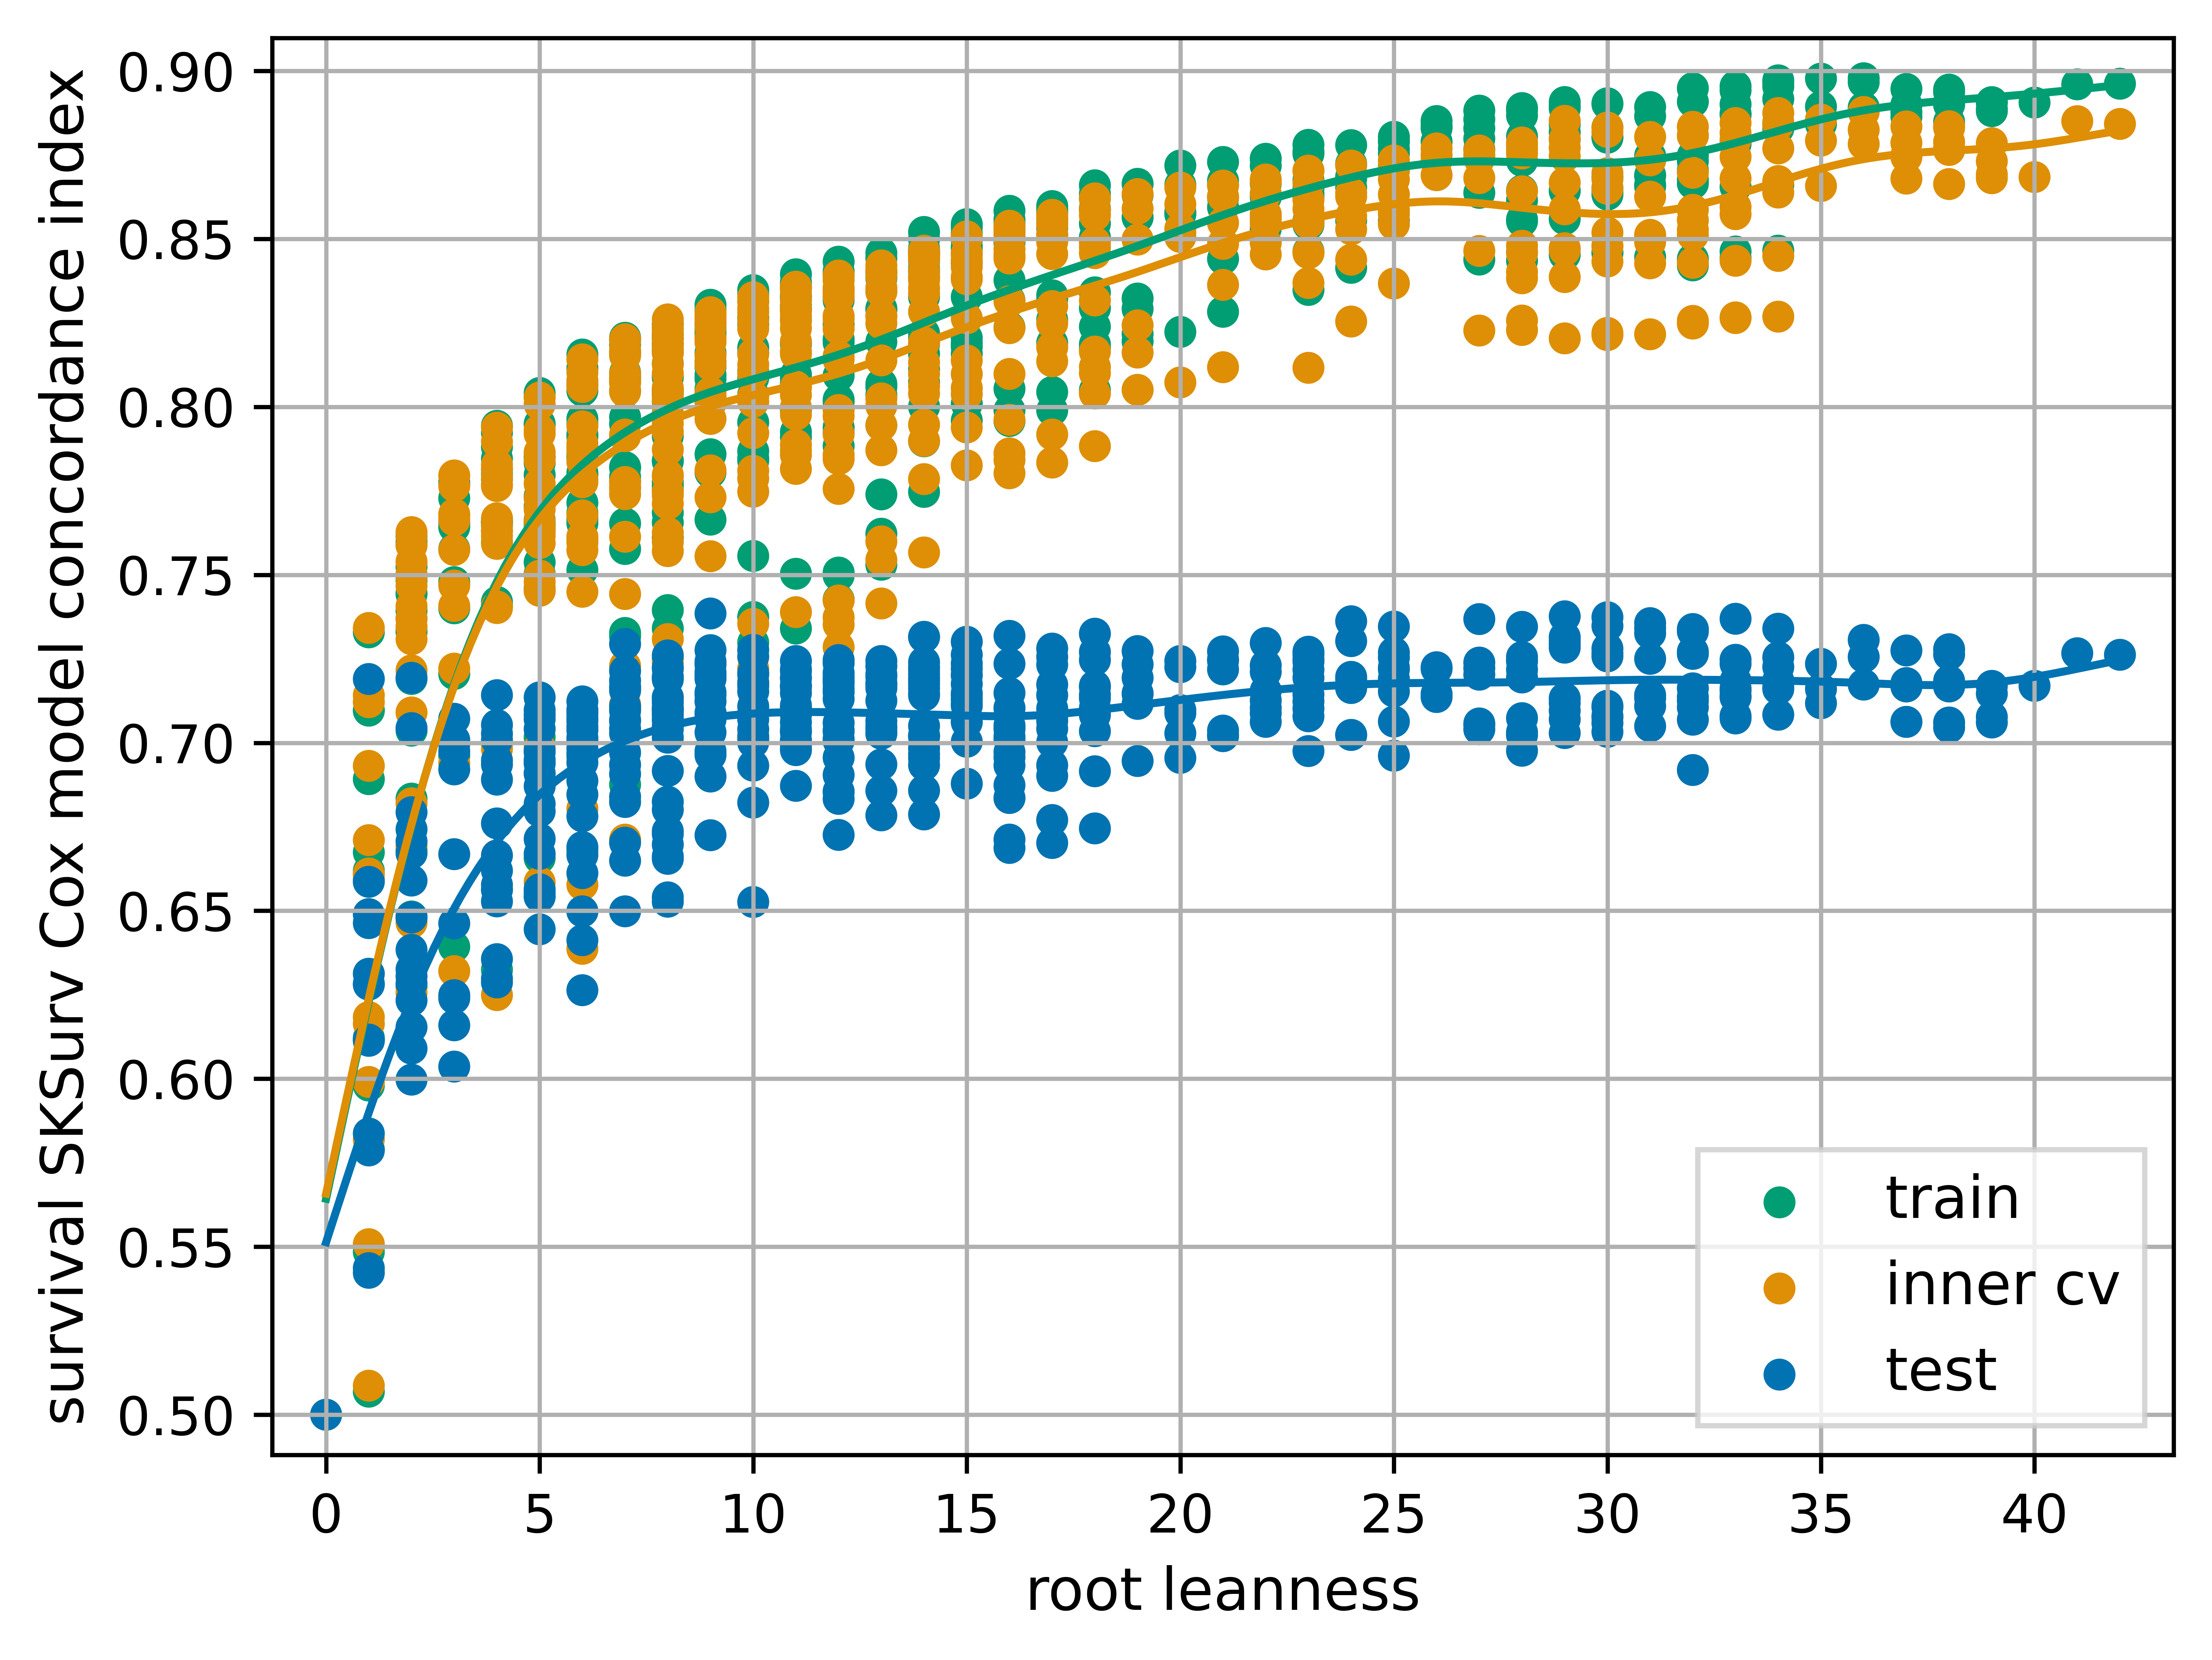 survival SKSurv Cox model concordance index
0.90
0.85
0.80
0.75
0.70
0.65
0.60
0.55
0.50
0 5 10 15 20 25 30 35 40
root leanness
train
inner cv
test